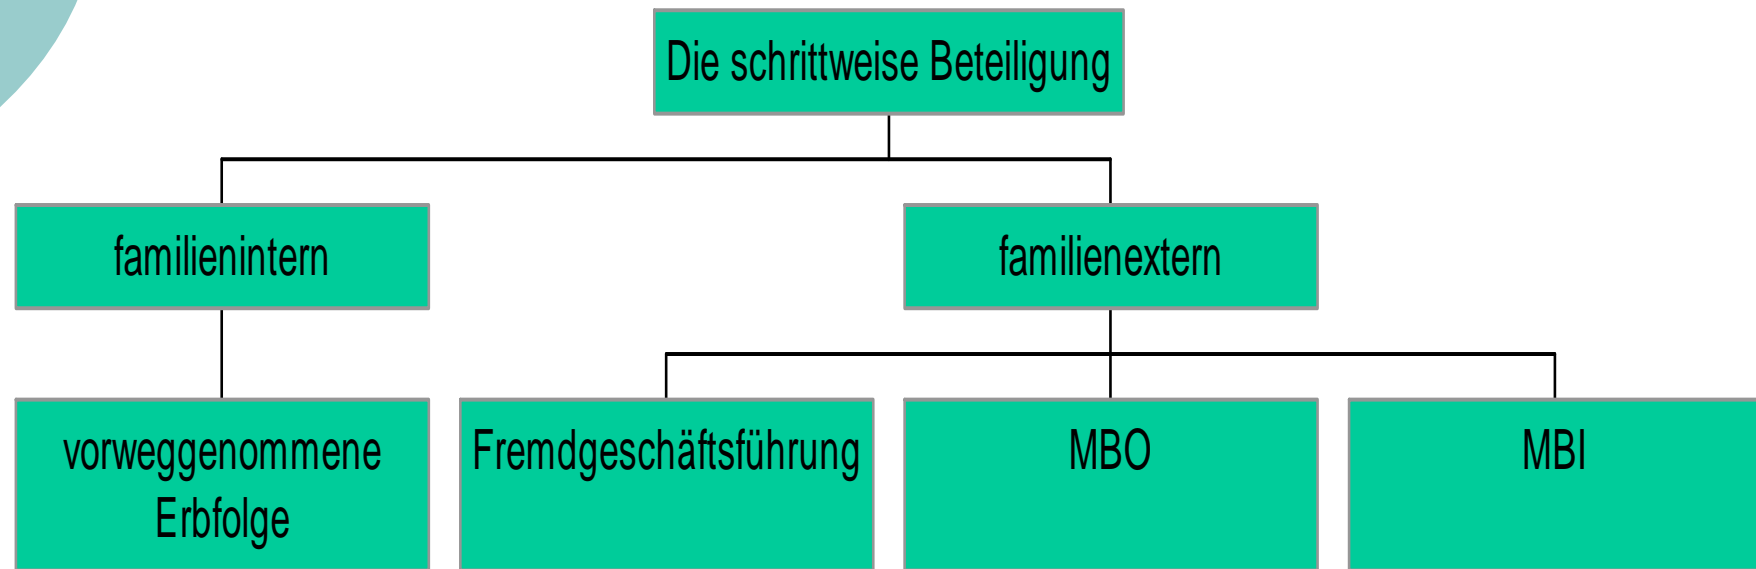 Die schrittweise Beteiligung
familienintern
familienextern
vorweggenommene
Erbfolge
Fremdgeschäftsführung
MBO
MBI